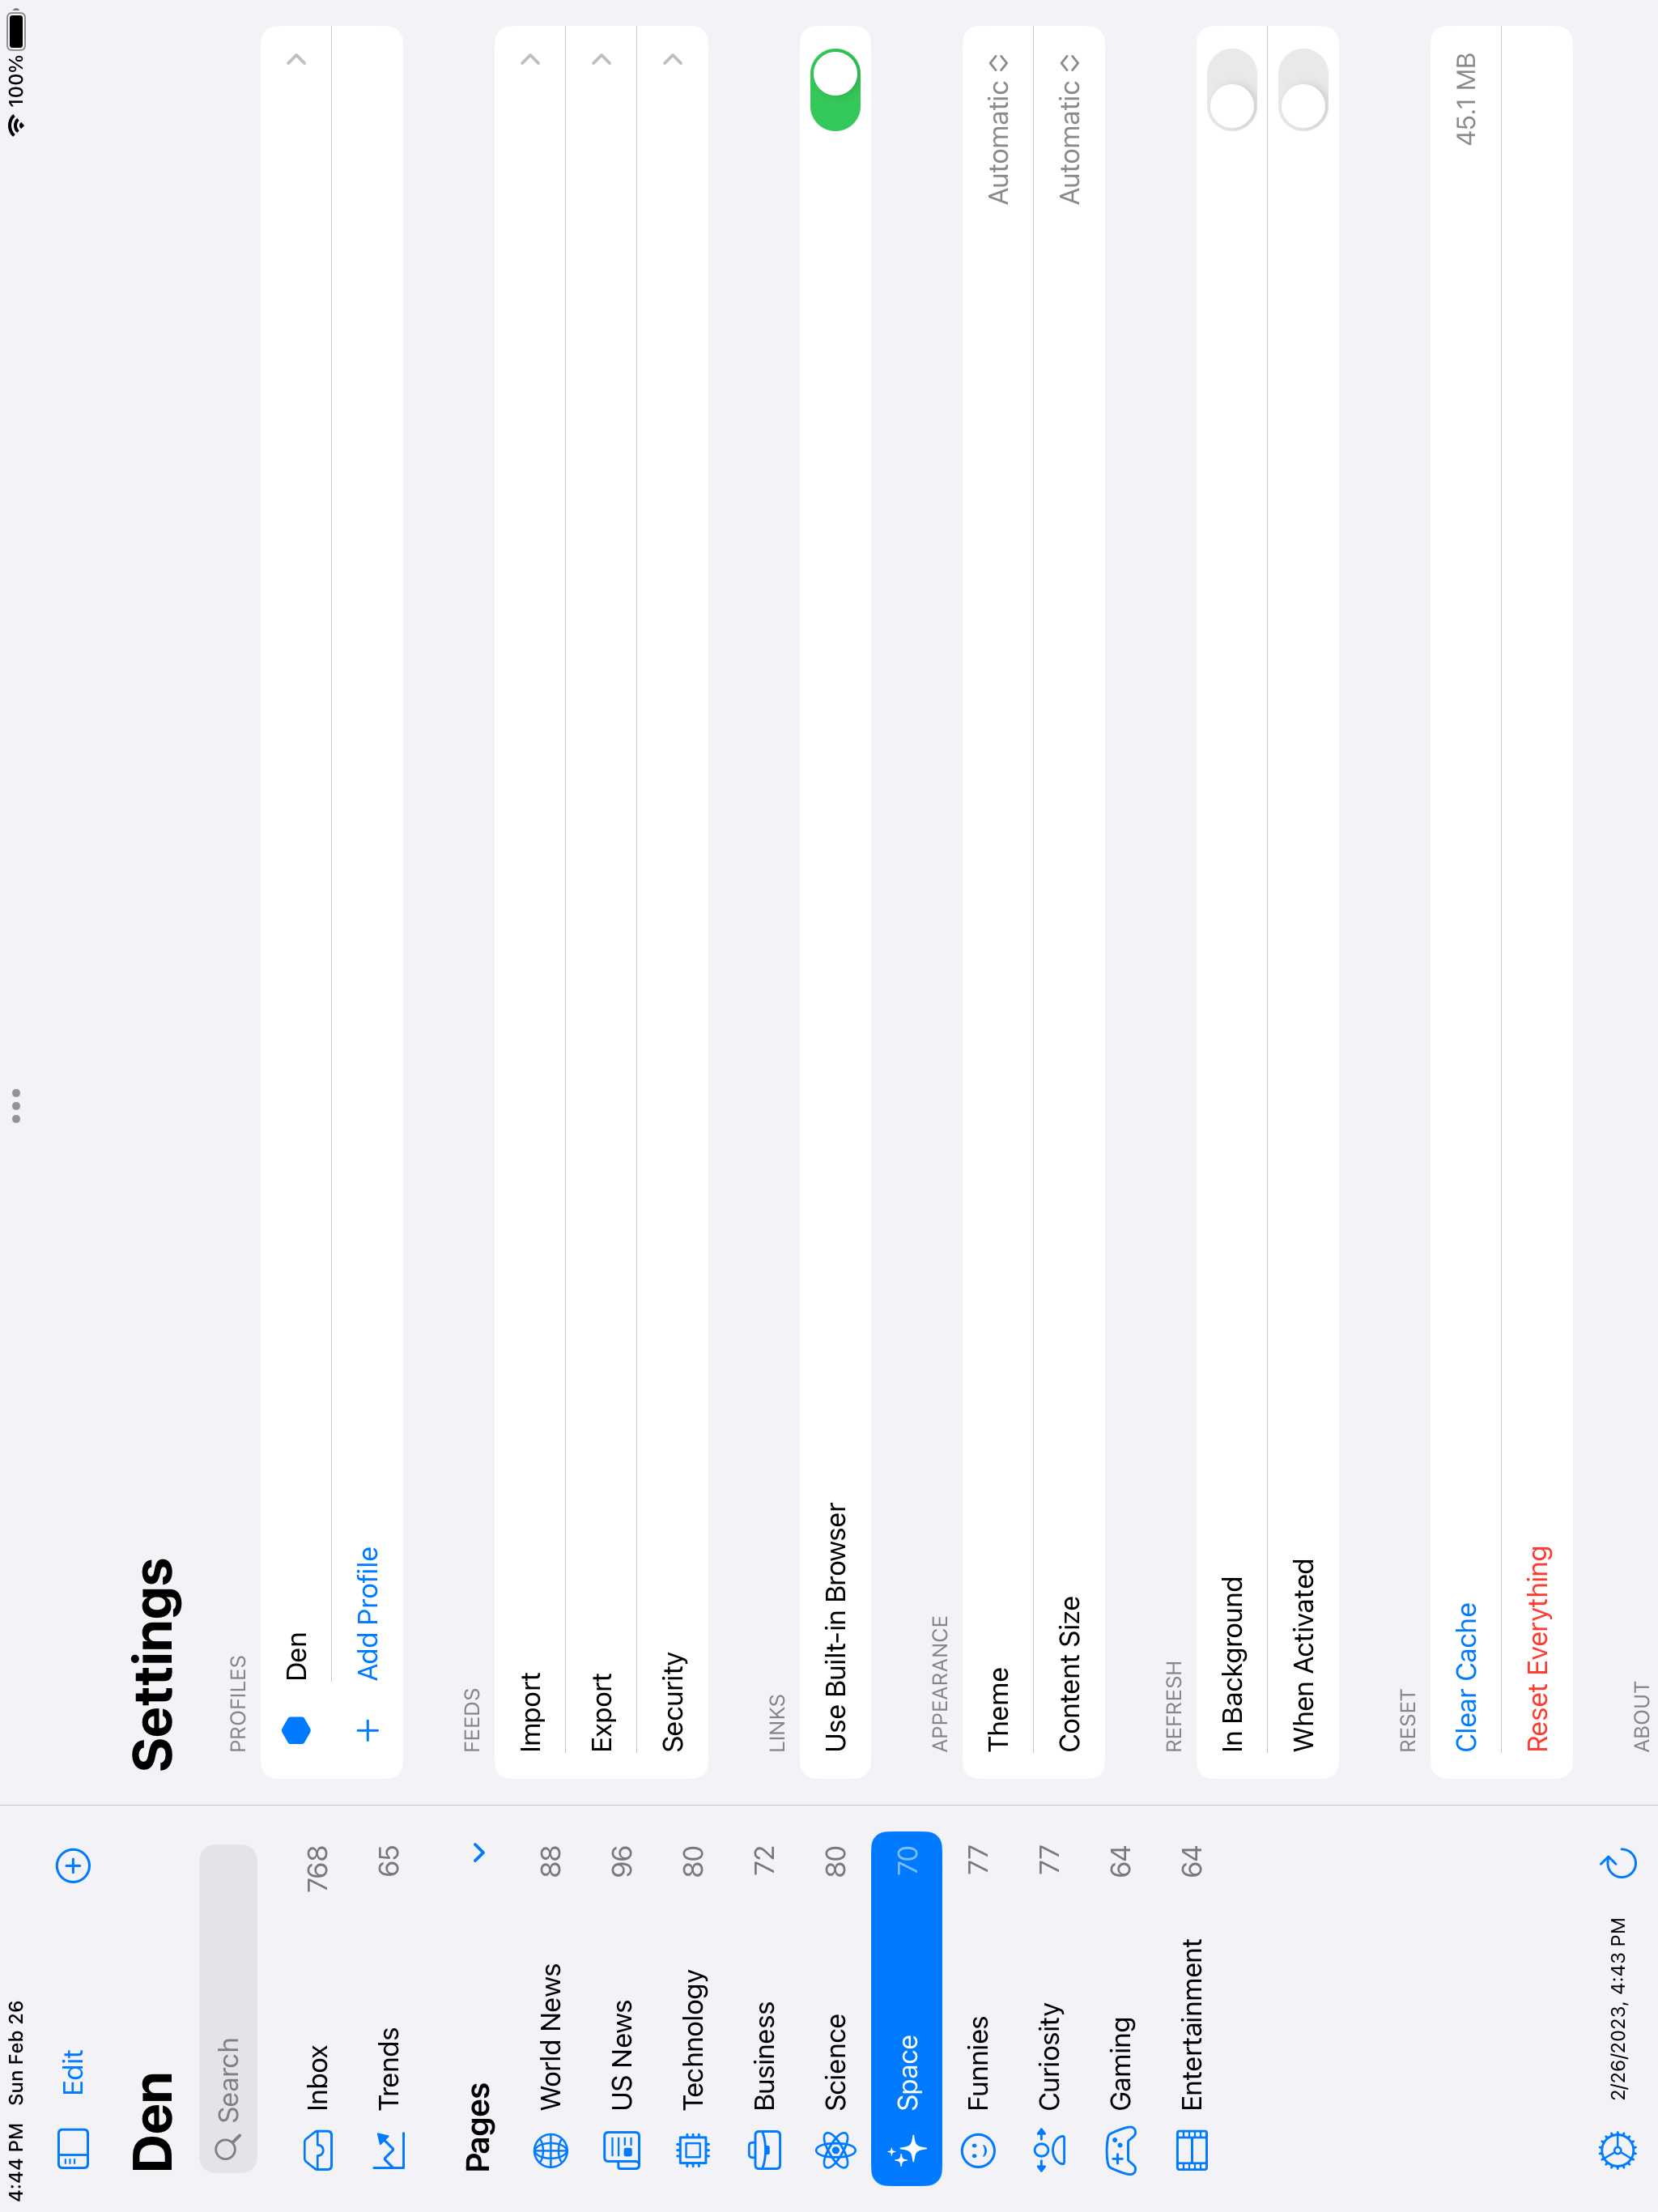 4:44 PM Sun Feb 26
100%
Edit
Den
Search
Inbox 768
Trends 65
Pages
World News 88
US News 96
Technology 80
Business 72
Science 80
Space 70
Funnies 77
Curiosity 77
Gaming 64
Entertainment 64
2/26/2023, 4:43 PM
Settings
PROFILES
Den
Add Profile
FEEDS
Import
Export
Security
LINKS
Use Built-in Browser
APPEARANCE
Theme Automatic
Content Size Automatic
REFRESH
In Background
When Activated
RESET
Clear Cache 45.1 MB
Reset Everything
ABOUT